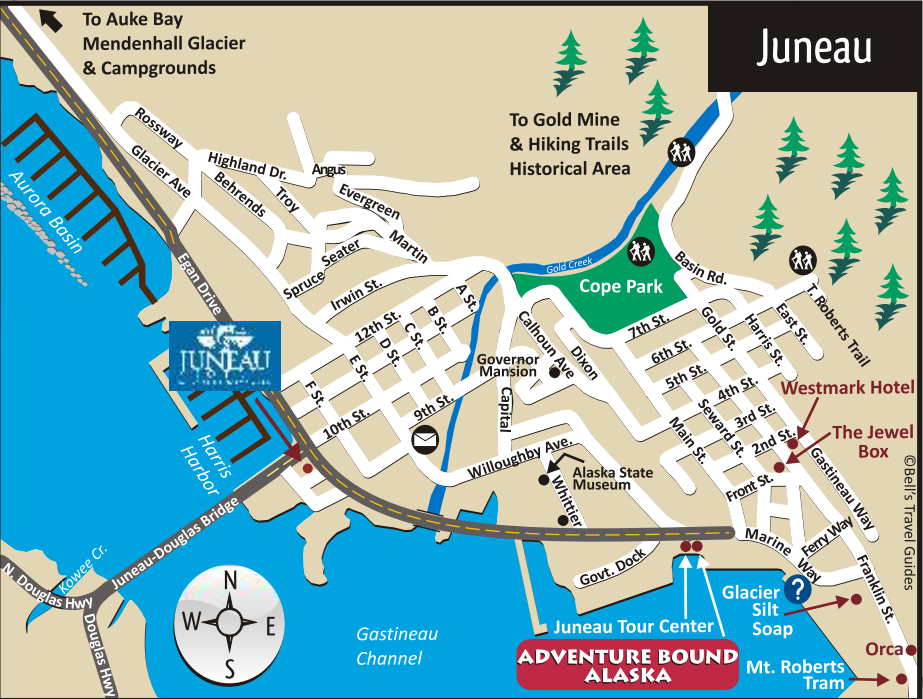 To Auke Bay
Mendenhall Glacier
& Campgrounds
Juneau
To Gold Mine
& Hiking Trails
Historical Area
Rossway
Glacier Ave
Highland Dr.
Angus
Behrends
Troy
Evergreen
Martin
Seater
Spruce
Irwin St.
Aurora Basin
Egan Drive
Gold Creek
Cope Park
Basin Rd.
T. Roberts Trail
12th St.
A St.
B St.
C St.
D St.
E St.
F St.
10th St.
9th St.
Calhoun Ave
Dixon
7th St.
6th St.
5th St.
4th St.
3rd St.
2nd St.
Gold St.
Harris St.
East St.
Seward St.
Main St.
Front St.
JUNEAU
Governor
Mansion
Capital
Willoughby Ave.
Alaska State
Museum
Whittier
Westmark Hotel
The Jewel
Box
Gastineau Way
©Bell's Travel Guides
Harris
Harbor
Juneau-Douglas Bridge
Kowee Cr.
N. Douglas Hwy
Douglas Hwy
Govt. Dock
Marine
Way
Ferry Way
Franklin St.
?
Glacier
Silt
Soap
Orca
Mt. Roberts
Tram
Juneau Tour Center
ADVENTURE BOUND
ALASKA
Gastineau
Channel
N
W
E
S